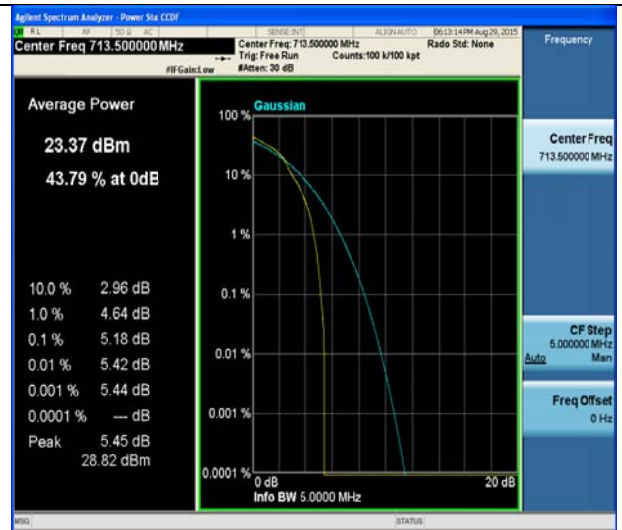 Agilent Spectrum Analyzer - Power Sta CCDF
RL RF 50 Ω AC SENSE:INT ALIGN AUTO 06:13:14 PM Aug 29, 2015
Center Freq 713.500000 MHz
Center Freq: 713.500000 MHz Radio Std: None
Trig: Free Run Counts:100 k/100 kpt
#IFGain:Low #Atten: 30 dB
Frequency
Average Power
23.37 dBm
43.79 % at 0dB
10.0 % 2.96 dB
1.0 % 4.64 dB
0.1 % 5.18 dB
0.01 % 5.42 dB
0.001 % 5.44 dB
0.0001 % --- dB
Peak 5.45 dB
28.82 dBm
Gaussian
100 %
10 %
1 %
0.1 %
0.01 %
0.001 %
0.0001 %
0 dB 20 dB
Info BW 5.0000 MHz
Center Freq
713.500000 MHz
CF Step
5.000000 MHz
Auto Man
Freq Offset
0 Hz
MSG STATUS